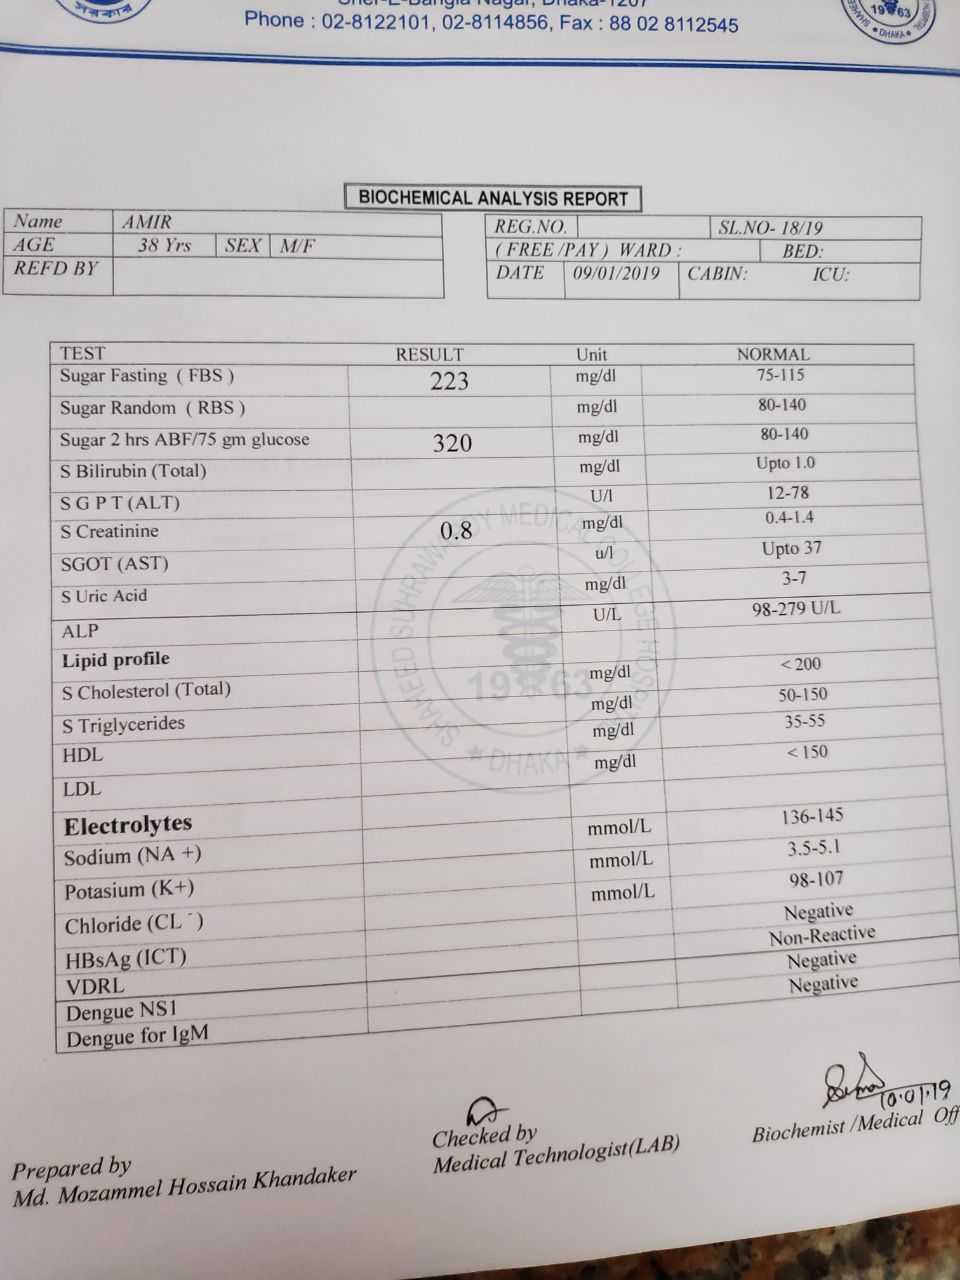 সরকার
Sher-E-Bangla Nagar, Dhaka-1207
Phone : 02-8122101, 02-8114856, Fax : 88 02 8112545
1963
DHAKA
BIOCHEMICAL ANALYSIS REPORT
Name AMIR
AGE 38 Yrs SEX M/F
REFD BY
REG.NO. SL.NO- 18/19
( FREE /PAY ) WARD : BED:
DATE 09/01/2019 CABIN: ICU:
TEST RESULT Unit NORMAL
Sugar Fasting ( FBS ) 223 mg/dl 75-115
Sugar Random ( RBS ) mg/dl 80-140
Sugar 2 hrs ABF/75 gm glucose 320 mg/dl 80-140
S Bilirubin (Total) mg/dl Upto 1.0
S G P T (ALT) U/l 12-78
S Creatinine 0.8 mg/dl 0.4-1.4
SGOT (AST) u/l Upto 37
S Uric Acid mg/dl 3-7
ALP U/L 98-279 U/L
Lipid profile
S Cholesterol (Total) mg/dl < 200
S Triglycerides mg/dl 50-150
HDL mg/dl 35-55
LDL mg/dl < 150
Electrolytes
Sodium (NA +) mmol/L 136-145
Potasium (K+) mmol/L 3.5-5.1
Chloride (CL ¯ ) mmol/L 98-107
HBsAg (ICT) Negative
VDRL Non-Reactive
Dengue NS1 Negative
Dengue for IgM Negative
SHAHEED SUHRAWARDY MEDICAL COLLEGE HOSPITAL
1963
DHAKA
10.01.19
Prepared by
Md. Mozammel Hossain Khandaker
Checked by
Medical Technologist(LAB)
Biochemist /Medical Off